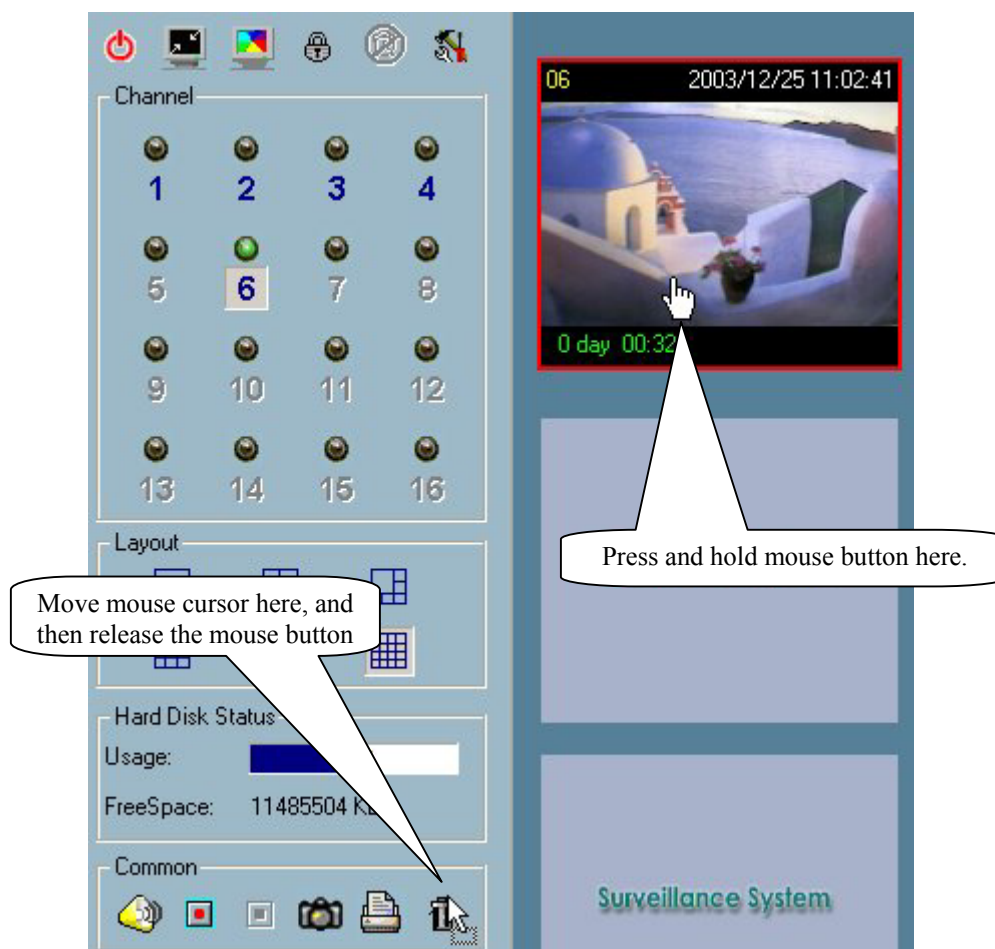 06 2003/12/25 11:02:41
Channel
1 2 3 4
5 6 7 8
9 10 11 12
13 14 15 16
0 day 00:32
Press and hold mouse button here.
Layout
Move mouse cursor here, and
then release the mouse button
Hard Disk Status
Usage:
FreeSpace: 11485504
Common
Surveillance System